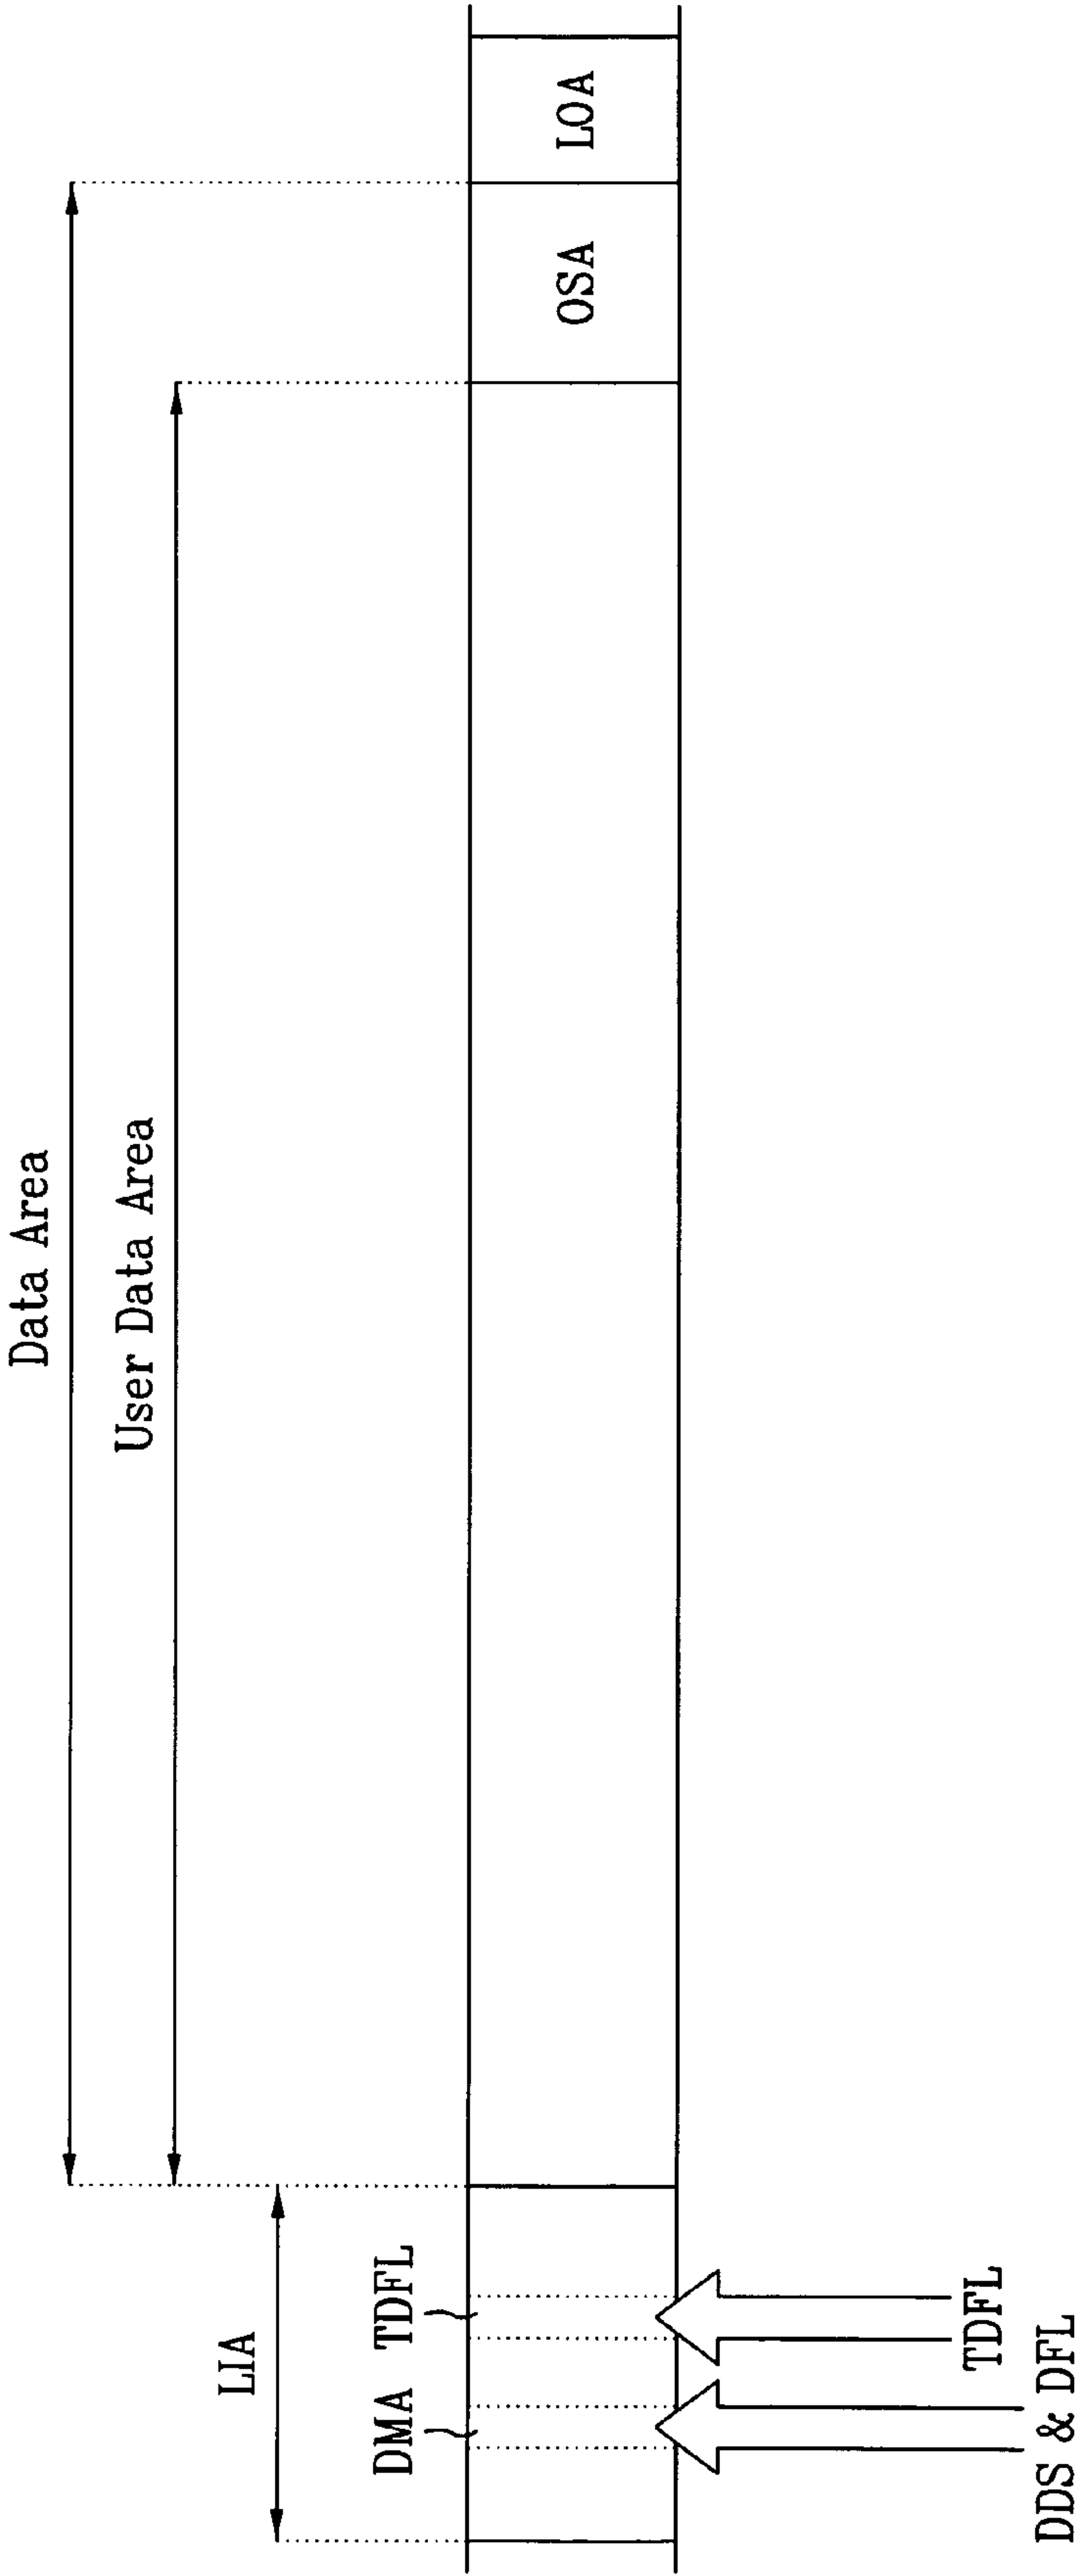 Data Area
User Data Area
LIA
DMA TDFL
OSA
LOA
TDFL
DDS & DFL